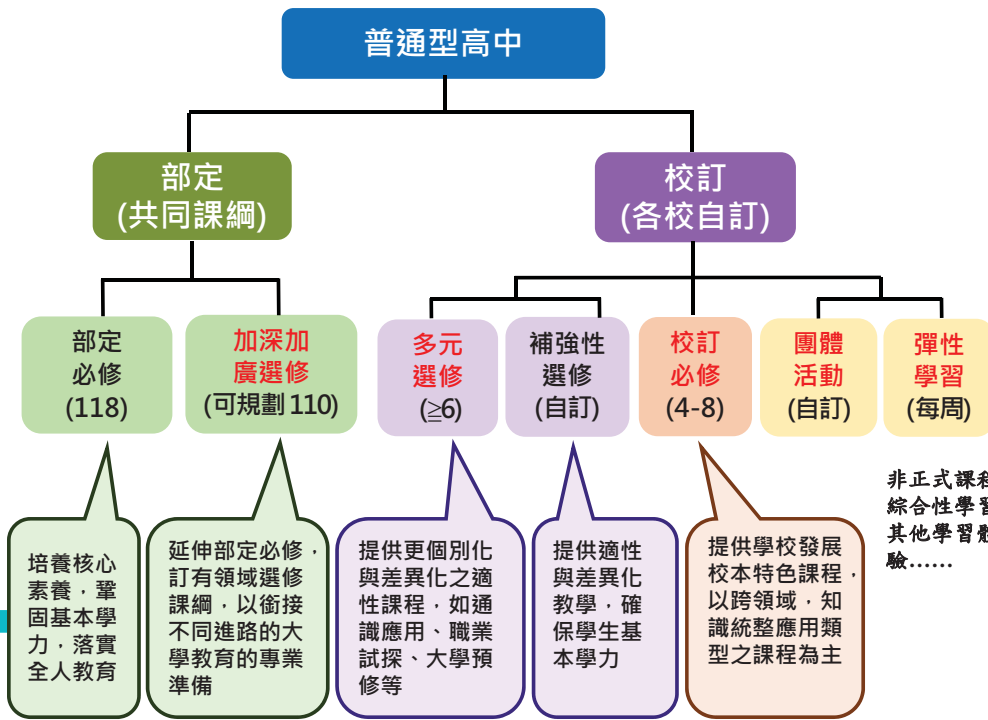 普通型高中
部定
(共同課綱)
校訂
(各校自訂)
部定
必修
(118)
加深加
廣選修
(可規劃110)
多元
選修
(≧6)
補強性
選修
(自訂)
校訂
必修
(4-8)
團體
活動
(自訂)
彈性
學習
(每周)
培養核心
素養，鞏
固基本學
力，落實
全人教育
延伸部定必修，
訂有領域選修
課綱，以銜接
不同進路的大
學教育的專業
準備
提供更個別化
與差異化之適
性課程，如通
識應用、職業
試探、大學預
修等
提供適性
與差異化
教學，確
保學生基
本學力
提供學校發展
校本特色課程，
以跨領域，知
識統整應用類
型之課程為主
非正式課程
綜合性學習
其他學習體
驗……